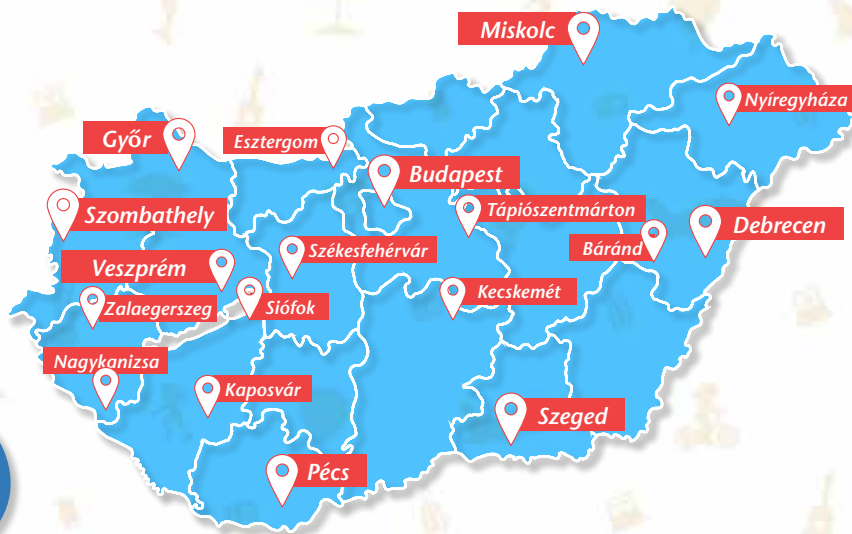 Miskolc
Nyíregyháza
Győr
Esztergom
Budapest
Szombathely
Tápiószentmárton
Debrecen
Báránd
Székesfehérvár
Veszprém
Kecskemét
Zalaegerszeg
Siófok
Nagykanizsa
Kaposvár
Szeged
Pécs